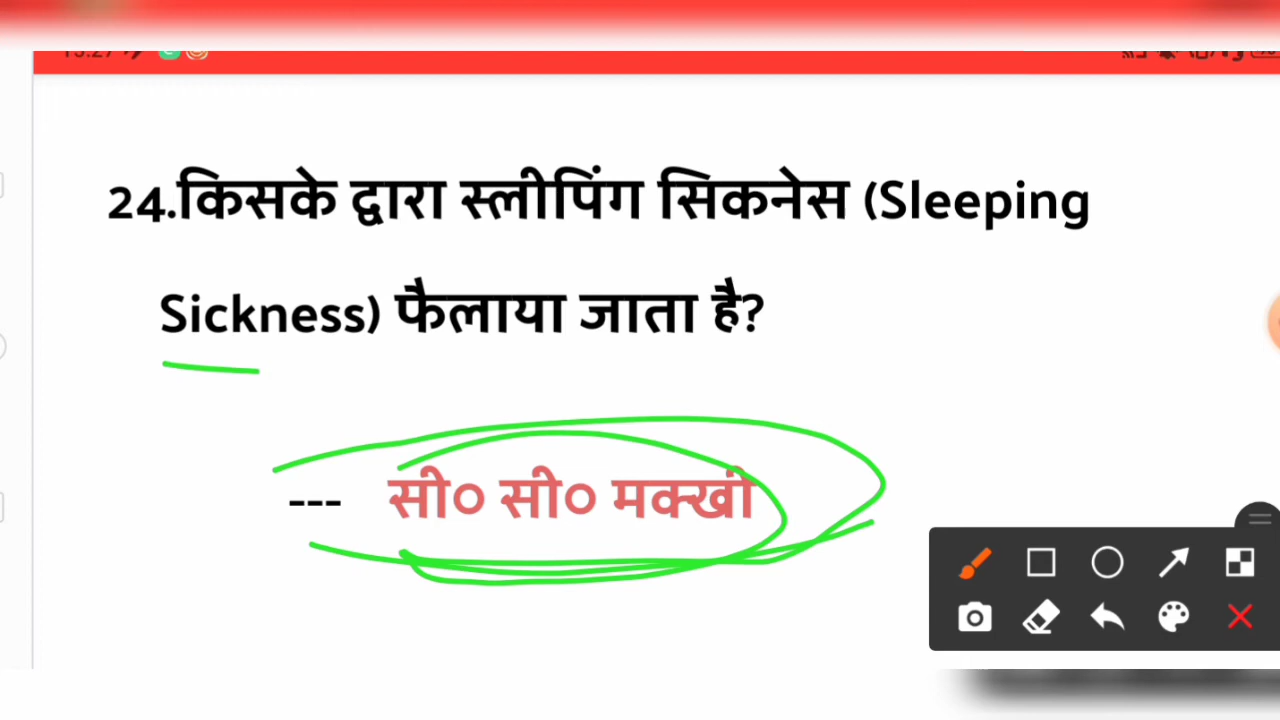 24.किसके द्वारा स्लीपिंग सिकनेस (Sleeping
Sickness) फैलाया जाता है?
--- सी० सी० मक्खी